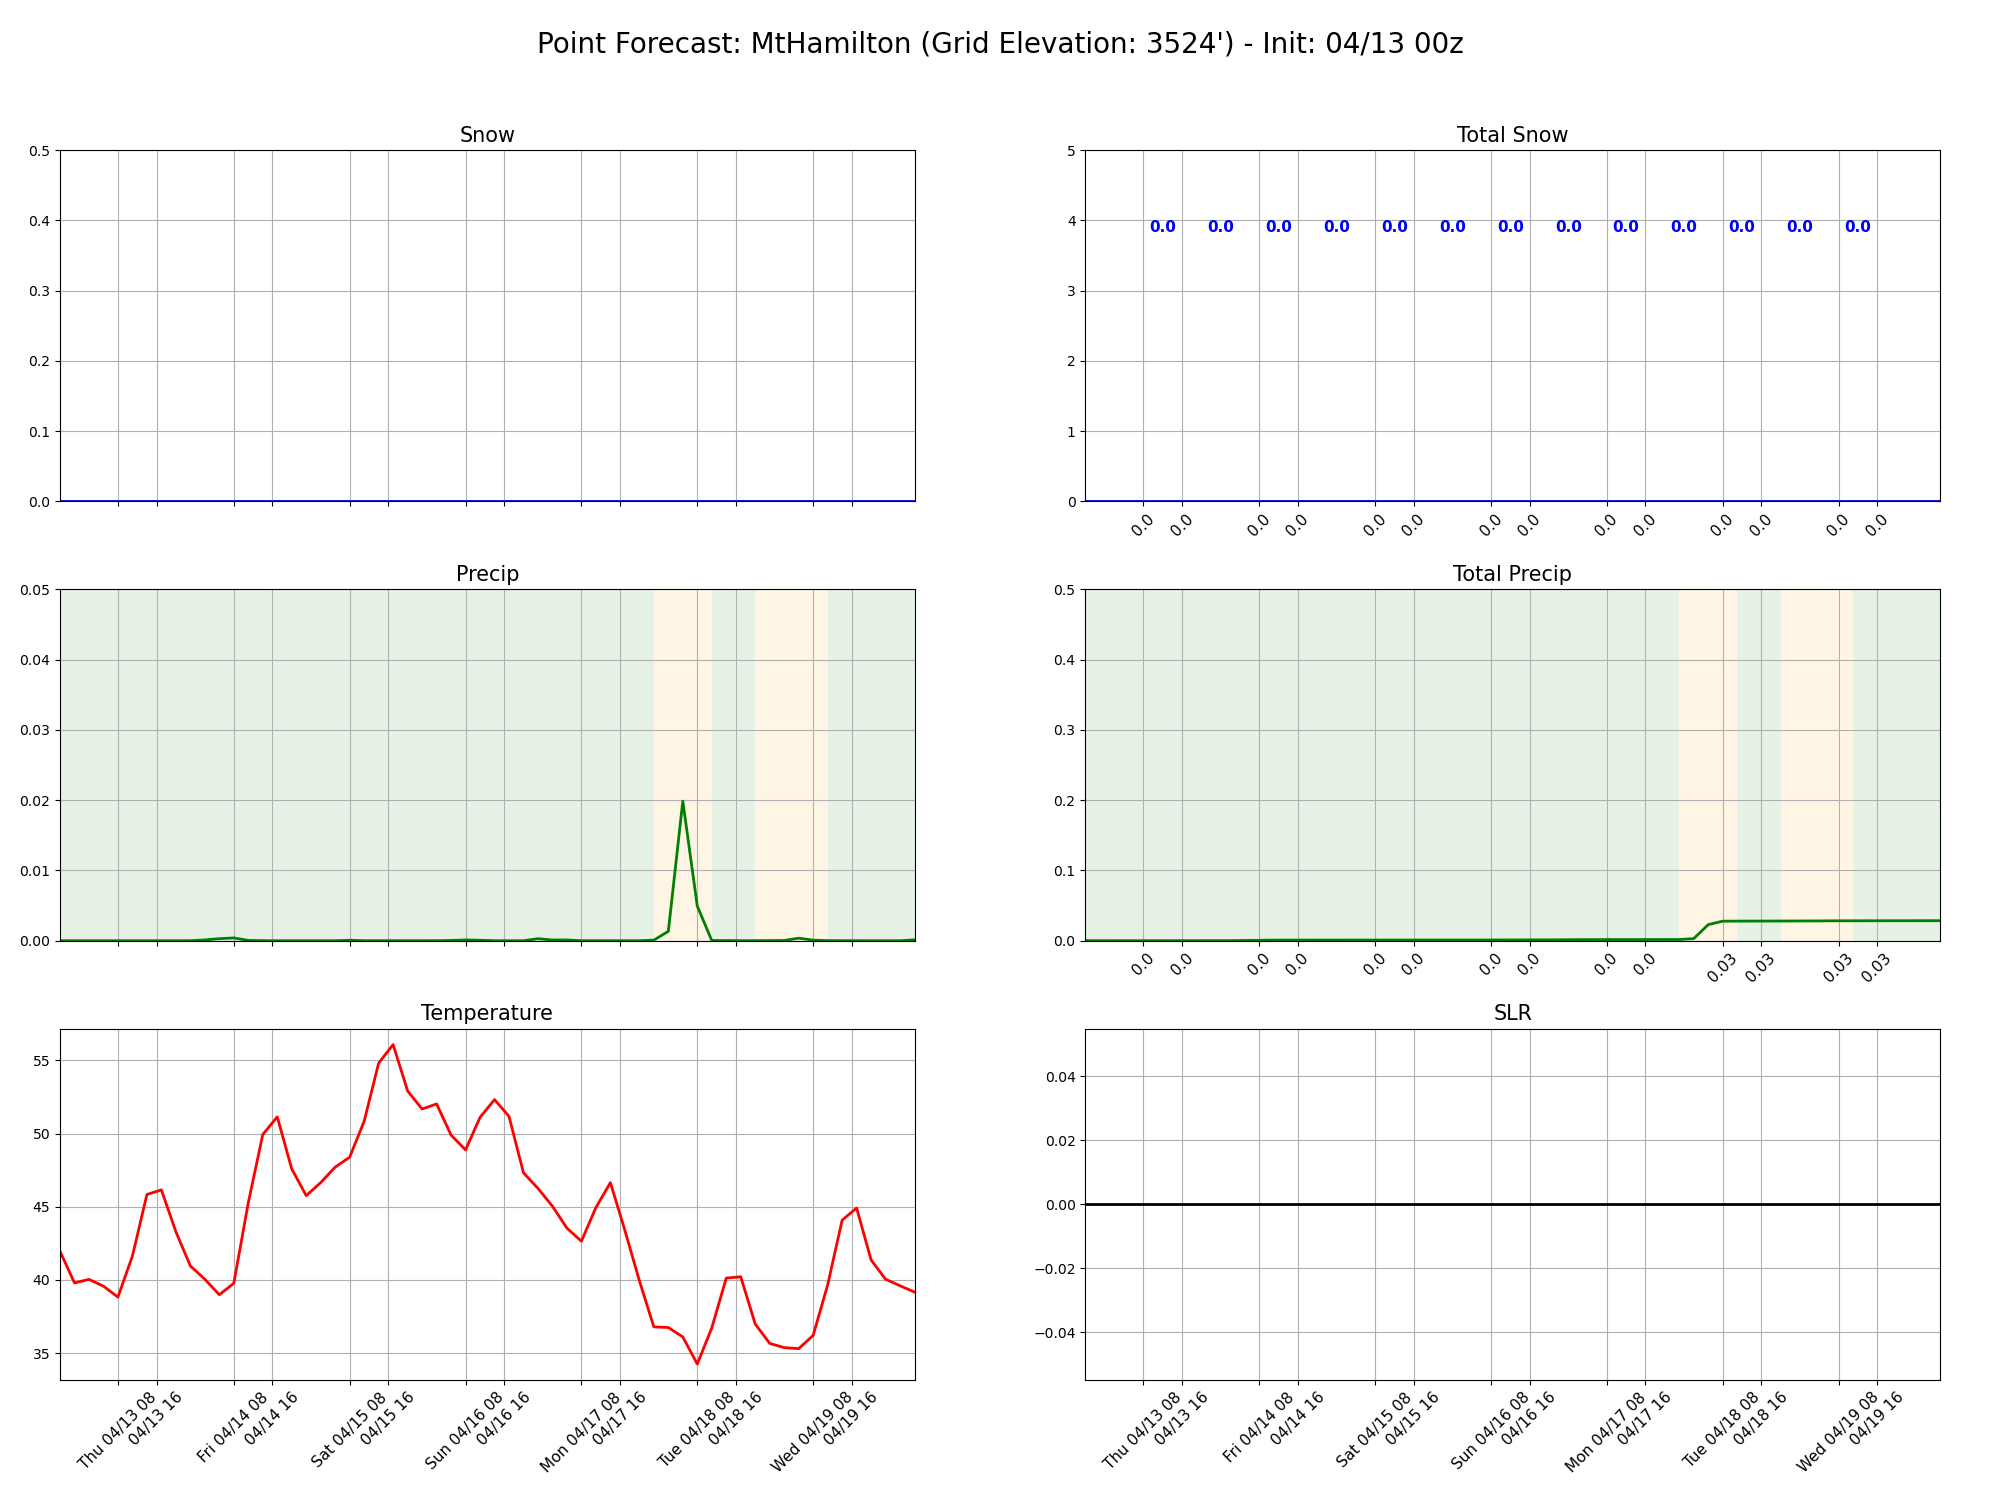 Point Forecast: MtHamilton (Grid Elevation: 3524') - Init: 04/13 00z
Snow
0.5
0.4
0.3
0.2
0.1
0.0
Total Snow
5
4
3
2
1
0
0.0 0.0 0.0 0.0 0.0 0.0 0.0 0.0 0.0 0.0 0.0 0.0 0.0
0.0 0.0 0.0 0.0 0.0 0.0 0.0 0.0 0.0 0.0 0.0 0.0 0.0 0.0
Precip
0.05
0.04
0.03
0.02
0.01
0.00
Total Precip
0.5
0.4
0.3
0.2
0.1
0.0
0.0 0.0 0.0 0.0 0.0 0.0 0.0 0.0 0.0 0.0 0.03 0.03 0.03 0.03
Temperature
55
50
45
40
35
Thu 04/13 08
04/13 16
Fri 04/14 08
04/14 16
Sat 04/15 08
04/15 16
Sun 04/16 08
04/16 16
Mon 04/17 08
04/17 16
Tue 04/18 08
04/18 16
Wed 04/19 08
04/19 16
SLR
0.04
0.02
0.00
−0.02
−0.04
Thu 04/13 08
04/13 16
Fri 04/14 08
04/14 16
Sat 04/15 08
04/15 16
Sun 04/16 08
04/16 16
Mon 04/17 08
04/17 16
Tue 04/18 08
04/18 16
Wed 04/19 08
04/19 16